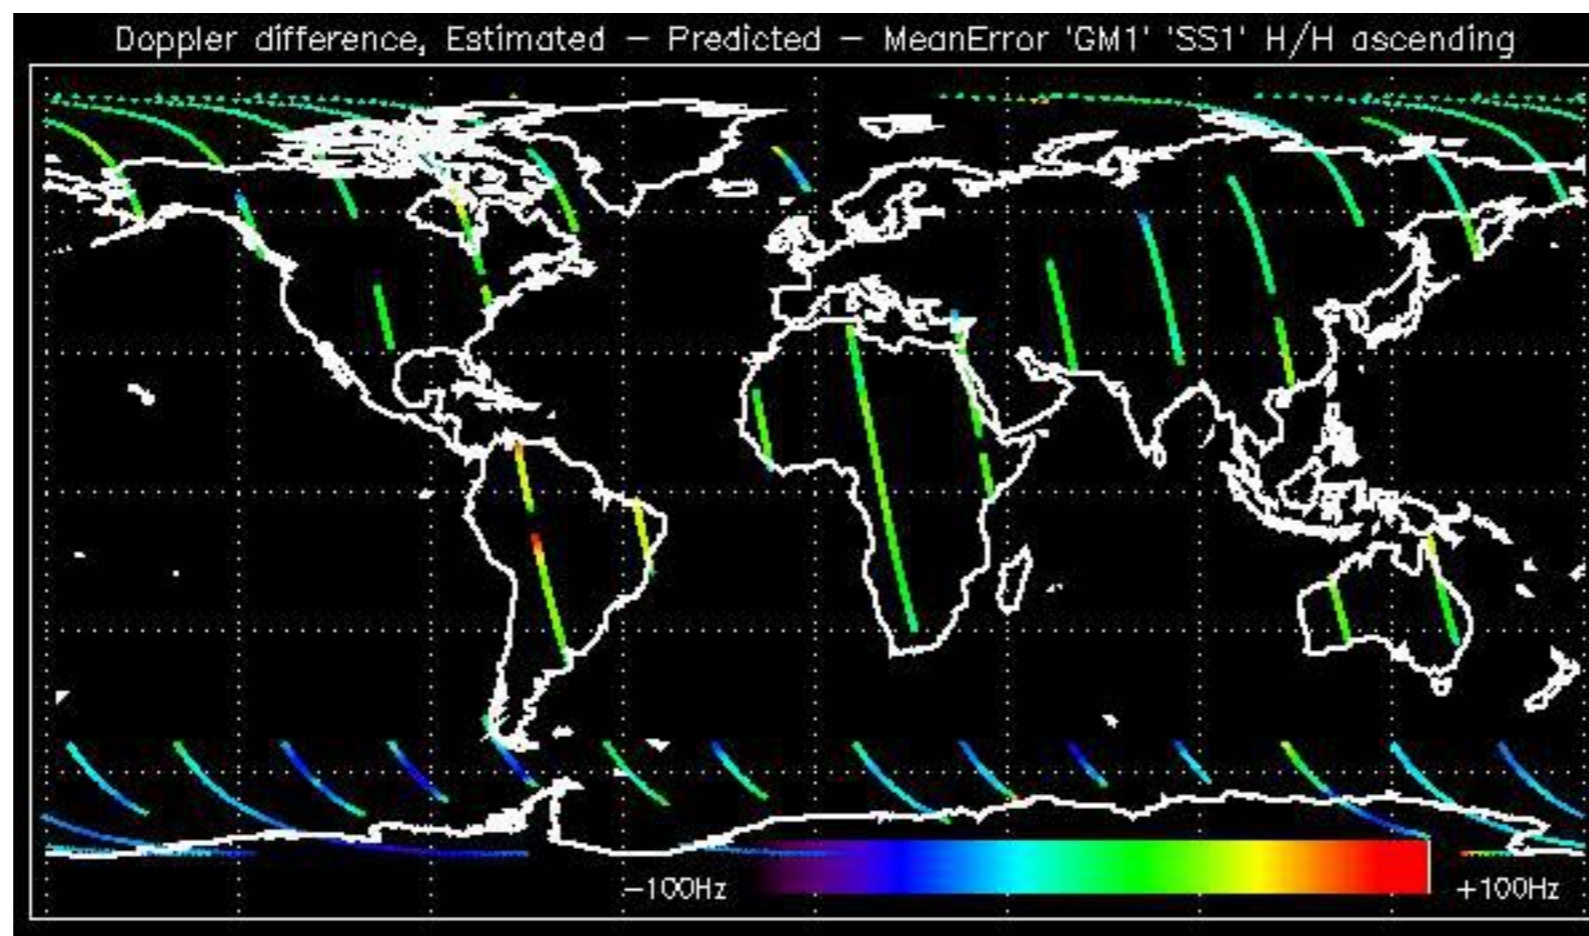 Doppler difference, Estimated – Predicted – MeanError 'GM1' 'SS1' H/H ascending
–100Hz +100Hz